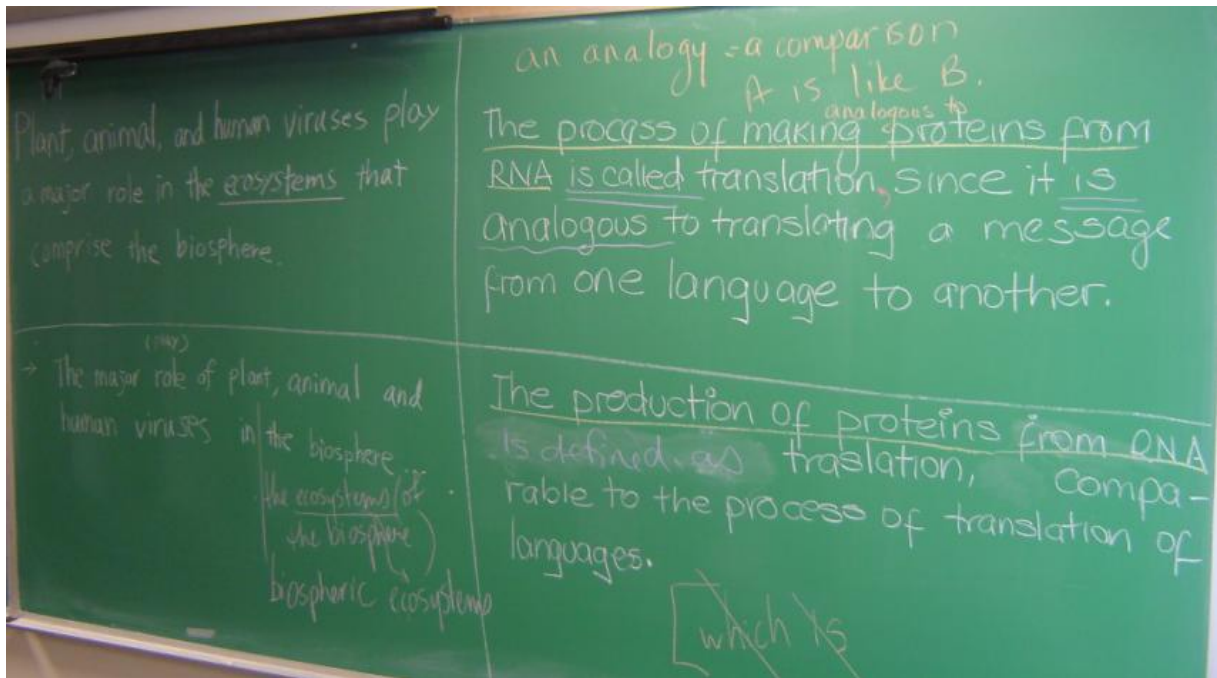 Plant, animal, and human viruses play
a major role in the ecosystems that
comprise the biosphere.
an analogy = a comparison
A is like B.
analogous to
The process of making proteins from
RNA is called translation, since it is
analogous to translating a message
from one language to another.
(play)
→ The major role of plant, animal and
human viruses in the biosphere
the ecosystems (of
the biosphere)
biospheric ecosystems
The production of proteins from RNA
is defined as traslation, compa-
rable to the process of translation of
languages.
[which is